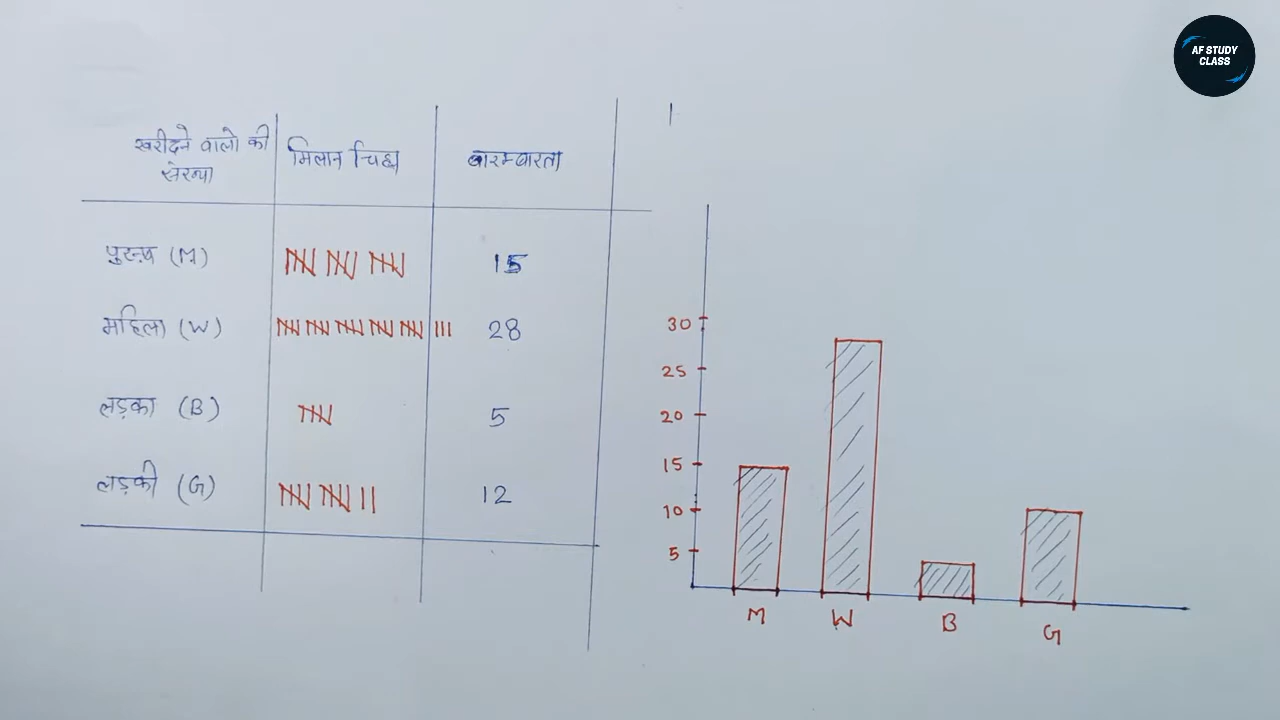 AF STUDY
CLASS
खरीदने वालो की
संख्या
मिलान चिह्न
बारम्बारता
पुरुष (M)
15
महिला (W)
28
लड़का (B)
5
लड़की (G)
12
30
25
20
15
10
5
M
W
B
G